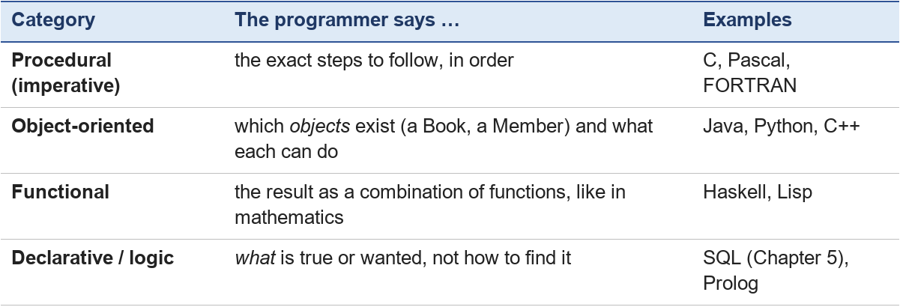 Category The programmer says … Examples
Procedural (imperative) the exact steps to follow, in order C, Pascal, FORTRAN
Object-oriented which objects exist (a Book, a Member) and what each can do Java, Python, C++
Functional the result as a combination of functions, like in mathematics Haskell, Lisp
Declarative / logic what is true or wanted, not how to find it SQL (Chapter 5), Prolog